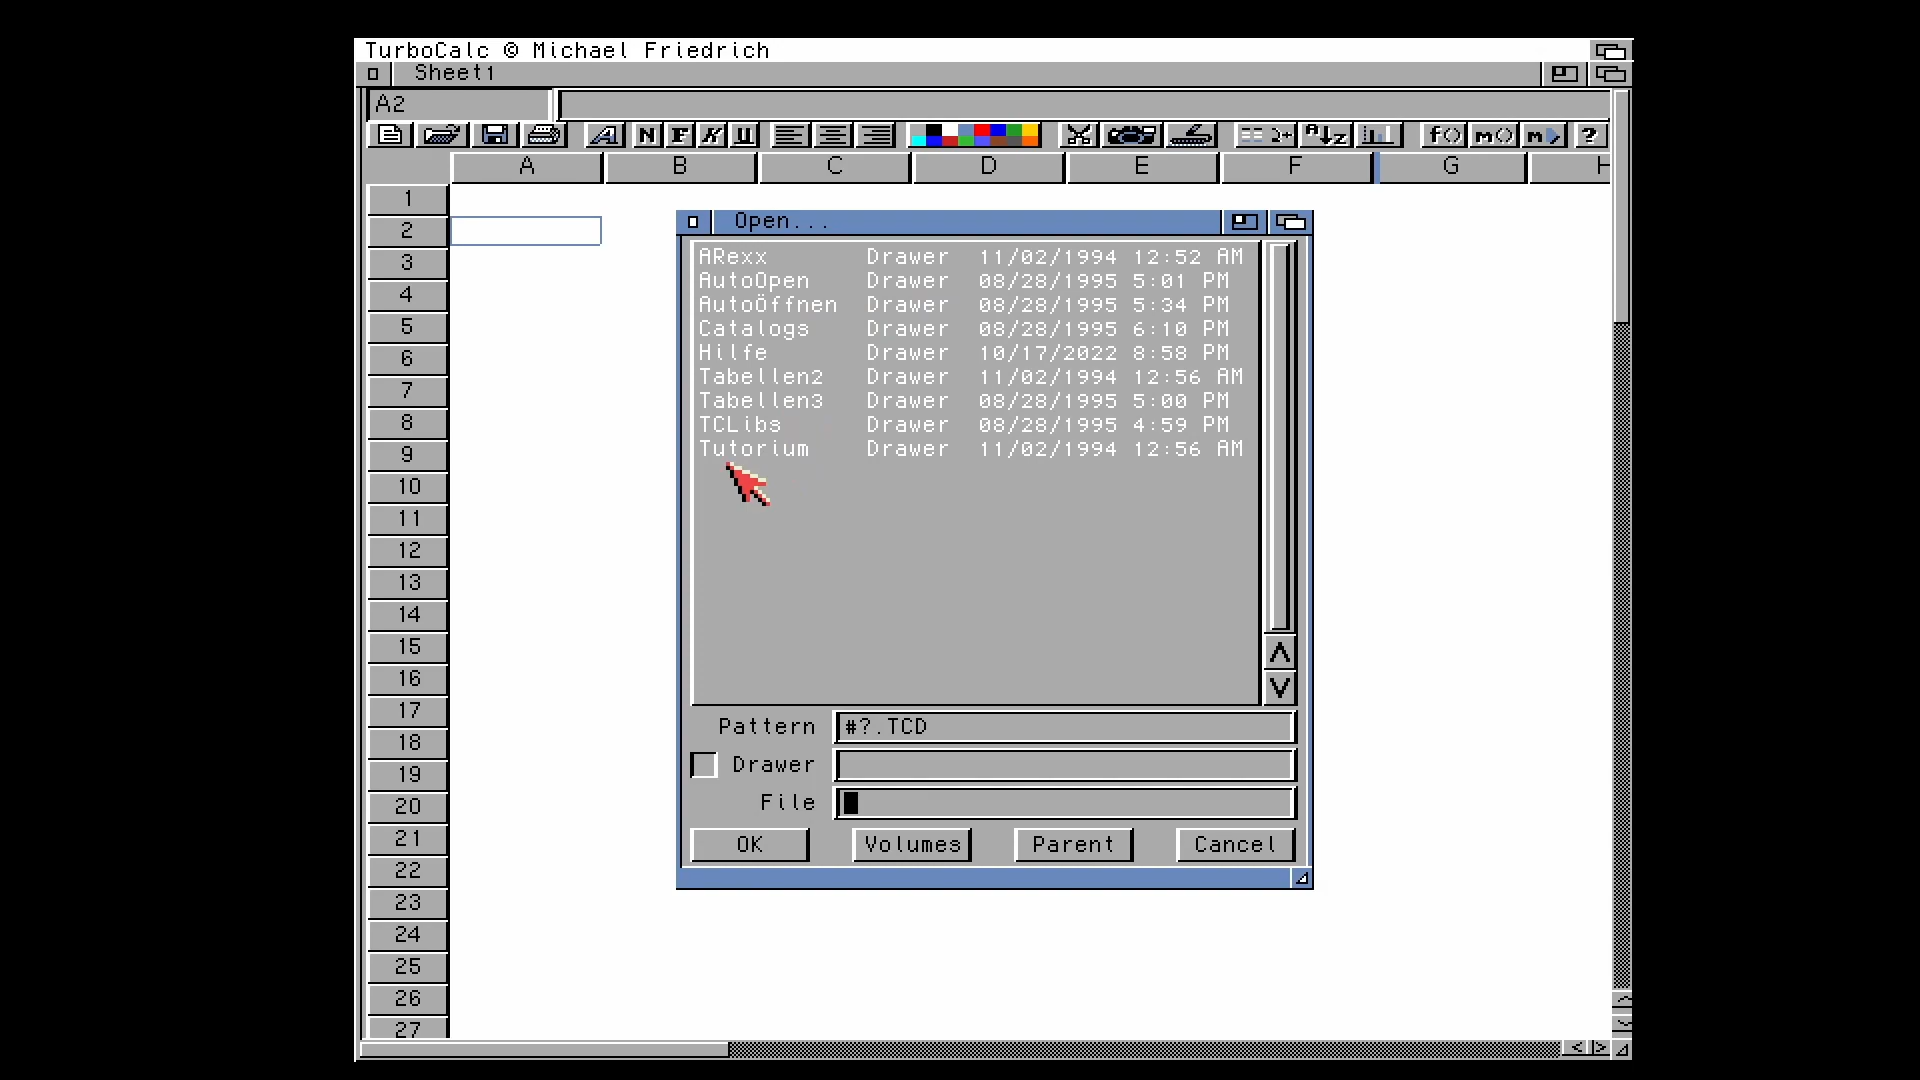 TurboCalc © Michael Friedrich
Sheet1
A2
A N F K U f() m() m ?
A B C D E F G H
1
2
3
4
5
6
7
8
9
10
11
12
13
14
15
16
17
18
19
20
21
22
23
24
25
26
27
Open...
ARexx Drawer 11/02/1994 12:52 AM
AutoOpen Drawer 08/28/1995 5:01 PM
AutoÖffnen Drawer 08/28/1995 5:34 PM
Catalogs Drawer 08/28/1995 6:10 PM
Hilfe Drawer 10/17/2022 8:58 PM
Tabellen2 Drawer 11/02/1994 12:56 AM
Tabellen3 Drawer 08/28/1995 5:00 PM
TCLibs Drawer 08/28/1995 4:59 PM
Tutorium Drawer 11/02/1994 12:56 AM
Pattern #?.TCD
Drawer
File
OK Volumes Parent Cancel